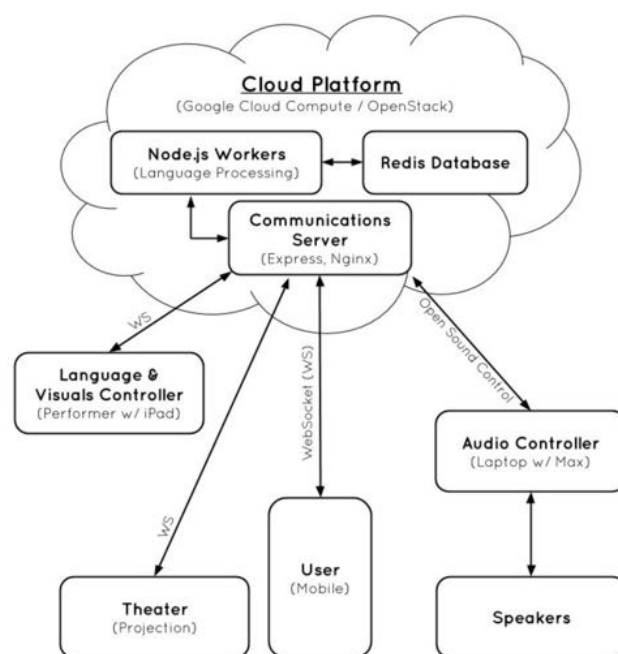 Cloud Platform
(Google Cloud Compute / OpenStack)
Node.js Workers
(Language Processing)
Redis Database
Communications
Server
(Express, Nginx)
WS
Open Sound Control
Language &
Visuals Controller
(Performer w/ iPad)
WebSocket (WS)
Audio Controller
(Laptop w/ Max)
WS
User
(Mobile)
Theater
(Projection)
Speakers